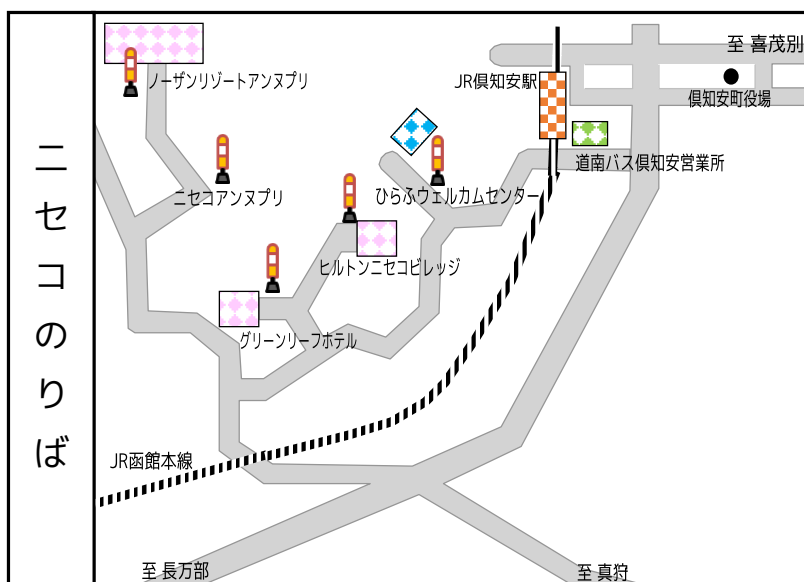 ニセコのりば
至 喜茂別
ノーザンリゾートアンヌプリ
JR倶知安駅
倶知安町役場
道南バス倶知安営業所
ニセコアンヌプリ
ひらふウェルカムセンター
ヒルトンニセコビレッジ
グリーンリーフホテル
JR函館本線
至 長万部
至 真狩